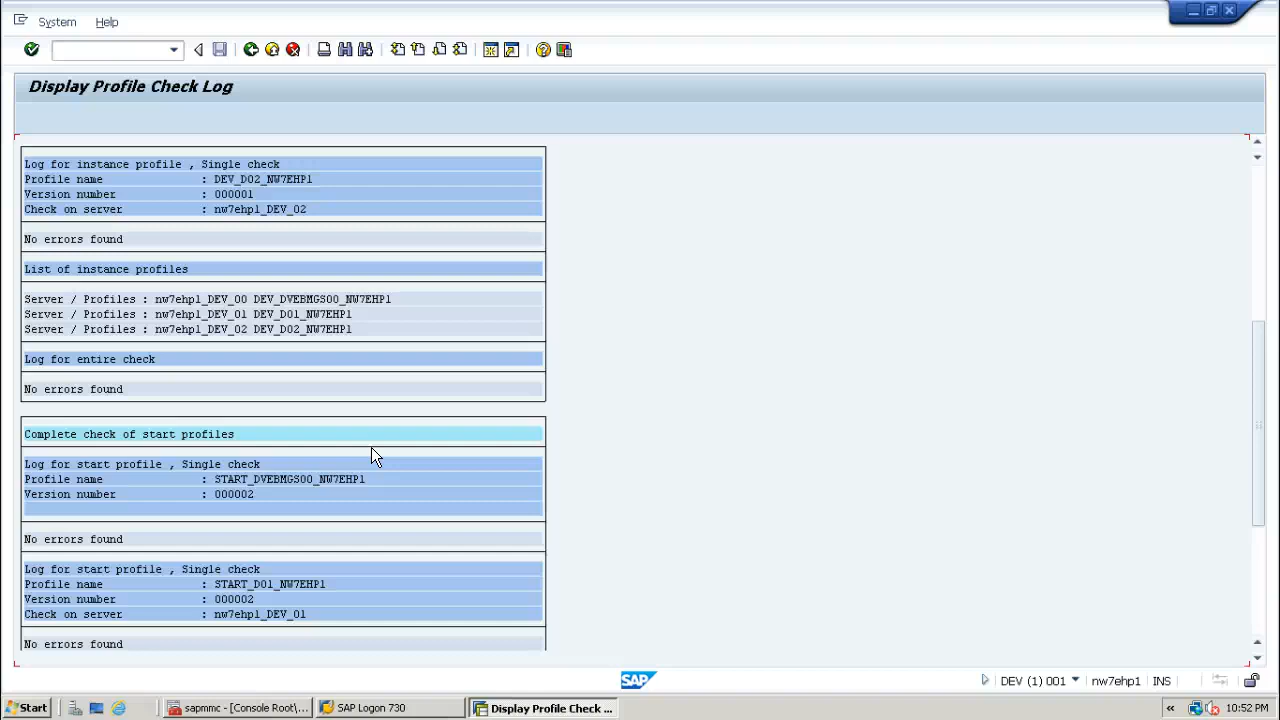 System Help
Display Profile Check Log
Log for instance profile , Single check
Profile name : DEV_D02_NW7EHP1
Version number : 000001
Check on server : nw7ehp1_DEV_02
No errors found
List of instance profiles
Server / Profiles : nw7ehp1_DEV_00 DEV_DVEBMGS00_NW7EHP1
Server / Profiles : nw7ehp1_DEV_01 DEV_D01_NW7EHP1
Server / Profiles : nw7ehp1_DEV_02 DEV_D02_NW7EHP1
Log for entire check
No errors found
Complete check of start profiles
Log for start profile , Single check
Profile name : START_DVEBMGS00_NW7EHP1
Version number : 000002
No errors found
Log for start profile , Single check
Profile name : START_D01_NW7EHP1
Version number : 000002
Check on server : nw7ehp1_DEV_01
No errors found
SAP DEV (1) 001 nw7ehp1 INS
Start sapmmc - [Console Root\... SAP Logon 730 Display Profile Check ... « 10:52 PM